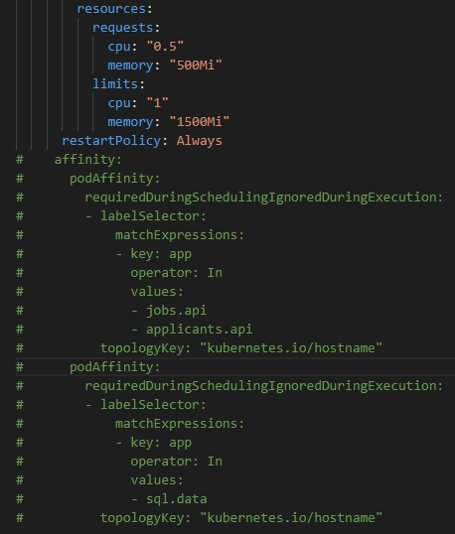 resources:
          requests:
            cpu: "0.5"
            memory: "500Mi"
          limits:
            cpu: "1"
            memory: "1500Mi"
      restartPolicy: Always
#    affinity:
#      podAffinity:
#        requiredDuringSchedulingIgnoredDuringExecution:
#        - labelSelector:
#            matchExpressions:
#            - key: app
#              operator: In
#              values:
#              - jobs.api
#              - applicants.api
#          topologyKey: "kubernetes.io/hostname"
#      podAffinity:
#        requiredDuringSchedulingIgnoredDuringExecution:
#        - labelSelector:
#            matchExpressions:
#            - key: app
#              operator: In
#              values:
#              - sql.data
#          topologyKey: "kubernetes.io/hostname"